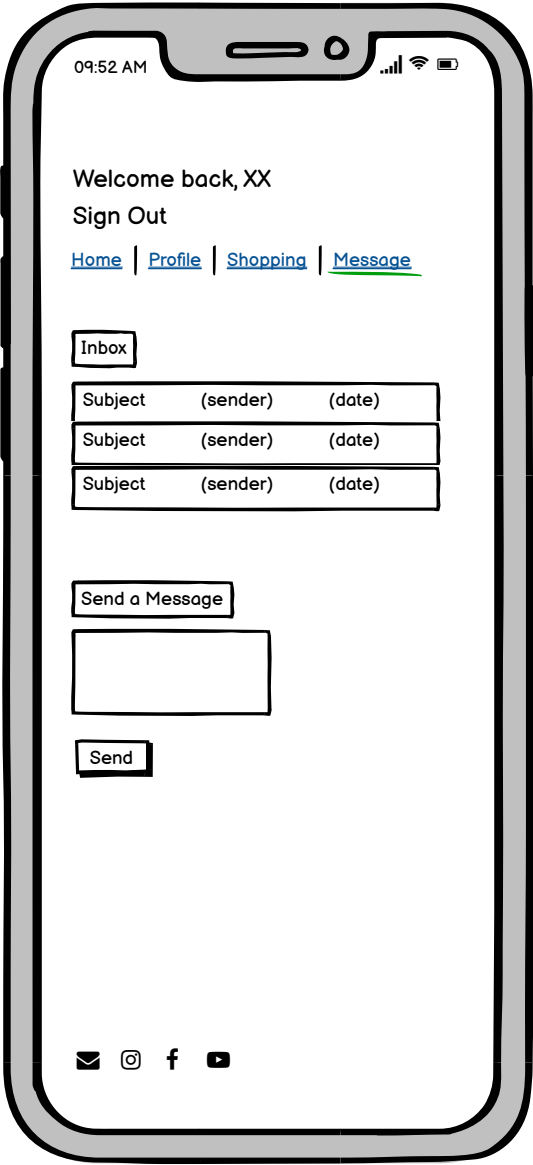 09:52 AM
Welcome back, XX
Sign Out
Home | Profile | Shopping | Message
Inbox
Subject (sender) (date)
Subject (sender) (date)
Subject (sender) (date)
Send a Message
Send